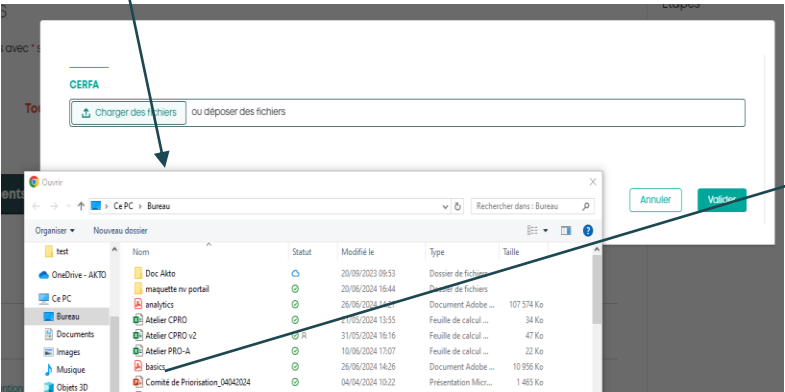 Etapes
s avec * s
CERFA
Charger des fichiers ou déposer des fichiers
Ouvrir
Annuler Valider
Ce PC > Bureau Rechercher dans : Bureau
Organiser Nouveau dossier
test Nom Statut Modifié le Type Taille
OneDrive - AKTO Doc Akto 20/09/2023 09:53 Dossier de fichiers
maquette nv portail 20/06/2024 16:44 Dossier de fichiers
Ce PC analytics 26/06/2024 Document Adobe ... 107 574 Ko
Bureau Atelier CPRO 21/05/2024 13:55 Feuille de calcul ... 34 Ko
Documents Atelier CPRO v2 31/05/2024 16:16 Feuille de calcul ... 47 Ko
Images Atelier PRO-A 10/06/2024 17:07 Feuille de calcul ... 22 Ko
Musique basics 26/06/2024 14:26 Document Adobe ... 10 956 Ko
Objets 3D Comité de Priorisation_04042024 04/04/2024 10:22 Présentation Micr... 1 465 Ko